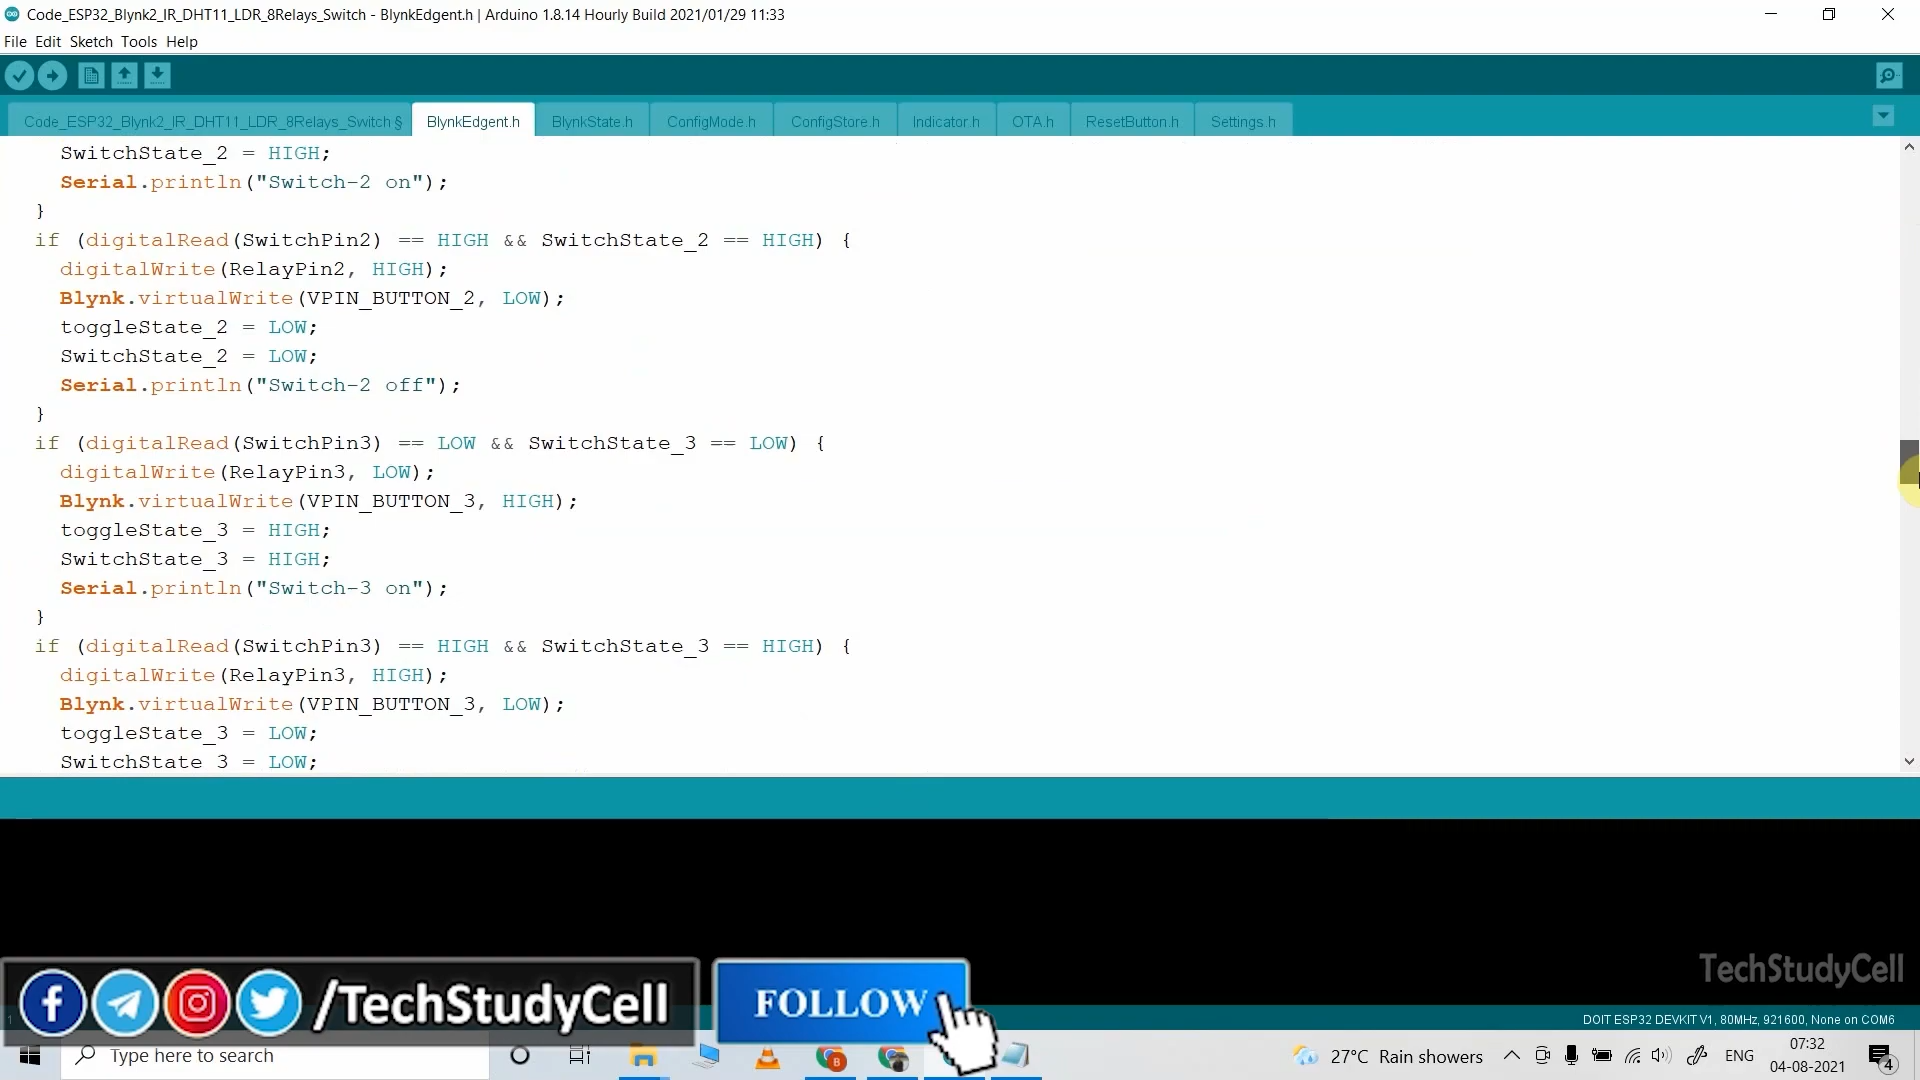 Code_ESP32_Blynk2_IR_DHT11_LDR_8Relays_Switch - BlynkEdgent.h | Arduino 1.8.14 Hourly Build 2021/01/29 11:33
File Edit Sketch Tools Help
Code_ESP32_Blynk2_IR_DHT11_LDR_8Relays_Switch § BlynkEdgent.h BlynkState.h ConfigMode.h ConfigStore.h Indicator.h OTA.h ResetButton.h Settings.h
SwitchState_2 = HIGH;
Serial.println("Switch-2 on");
}
if (digitalRead(SwitchPin2) == HIGH && SwitchState_2 == HIGH) {
digitalWrite(RelayPin2, HIGH);
Blynk.virtualWrite(VPIN_BUTTON_2, LOW);
toggleState_2 = LOW;
SwitchState_2 = LOW;
Serial.println("Switch-2 off");
}
if (digitalRead(SwitchPin3) == LOW && SwitchState_3 == LOW) {
digitalWrite(RelayPin3, LOW);
Blynk.virtualWrite(VPIN_BUTTON_3, HIGH);
toggleState_3 = HIGH;
SwitchState_3 = HIGH;
Serial.println("Switch-3 on");
}
if (digitalRead(SwitchPin3) == HIGH && SwitchState_3 == HIGH) {
digitalWrite(RelayPin3, HIGH);
Blynk.virtualWrite(VPIN_BUTTON_3, LOW);
toggleState_3 = LOW;
SwitchState_3 = LOW;
TechStudyCell
/TechStudyCell FOLLOW
1
DOIT ESP32 DEVKIT V1, 80MHz, 921600, None on COM6
Type here to search
27°C Rain showers ENG
07:32
04-08-2021
4